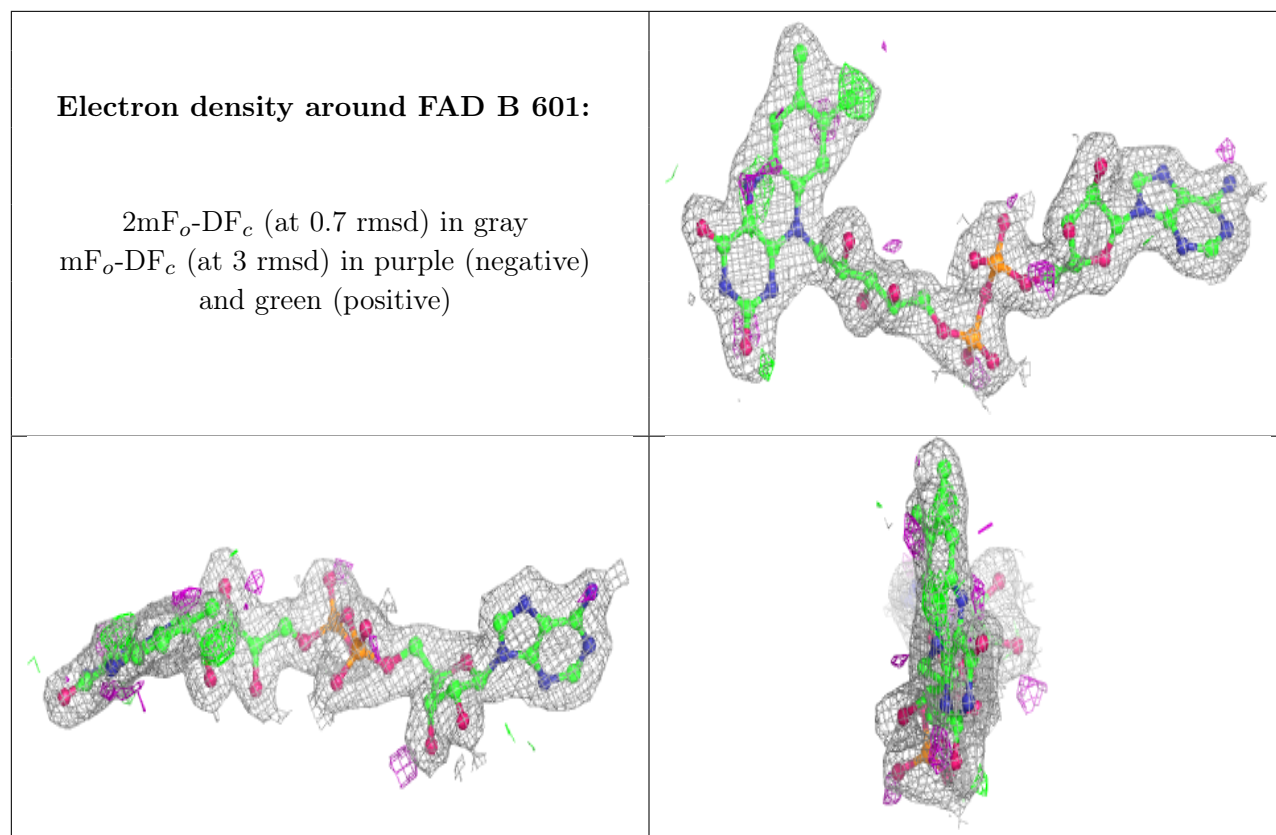 Electron density around FAD B 601:
2mFₒ-DF𝒸 (at 0.7 rmsd) in gray
mFₒ-DF𝒸 (at 3 rmsd) in purple (negative)
and green (positive)